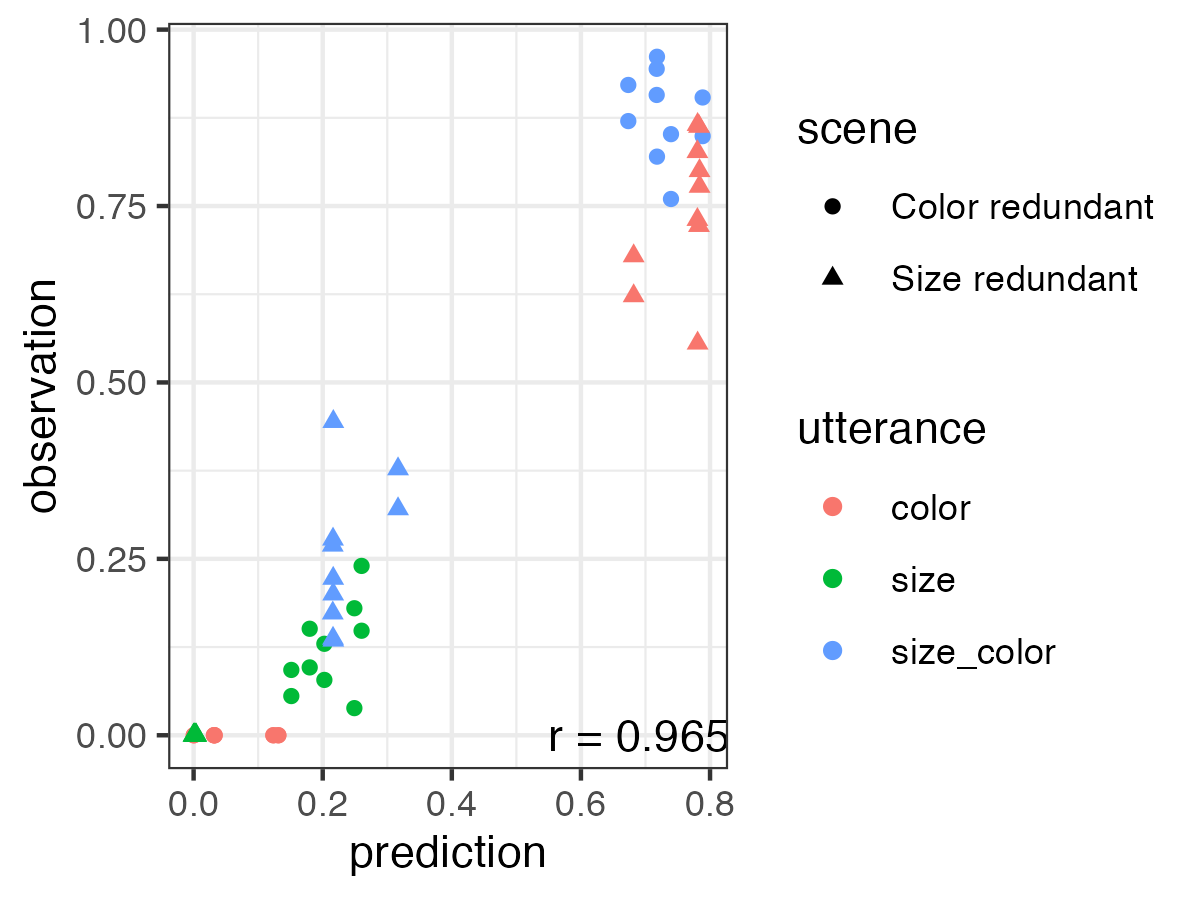 1.00
0.75
0.50
0.25
0.00
observation
r = 0.965
0.0 0.2 0.4 0.6 0.8
prediction
scene
Color redundant
Size redundant
utterance
color
size
size_color